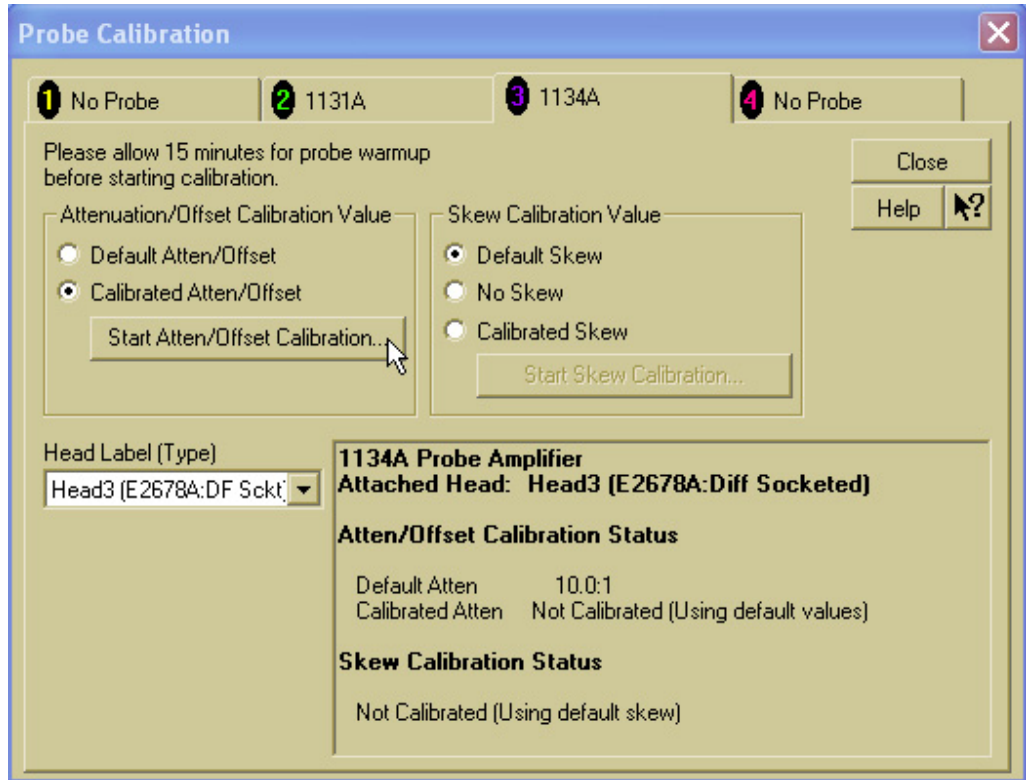 Probe Calibration
1 No Probe
2 1131A
3 1134A
4 No Probe
Please allow 15 minutes for probe warmup
before starting calibration.
Close
Help
?
Attenuation/Offset Calibration Value
Default Atten/Offset
Calibrated Atten/Offset
Start Atten/Offset Calibration...
Skew Calibration Value
Default Skew
No Skew
Calibrated Skew
Start Skew Calibration...
Head Label (Type)
Head3 (E2678A:DF Sckt)
1134A Probe Amplifier
Attached Head: Head3 (E2678A:Diff Socketed)
Atten/Offset Calibration Status
Default Atten 10.0:1
Calibrated Atten Not Calibrated (Using default values)
Skew Calibration Status
Not Calibrated (Using default skew)